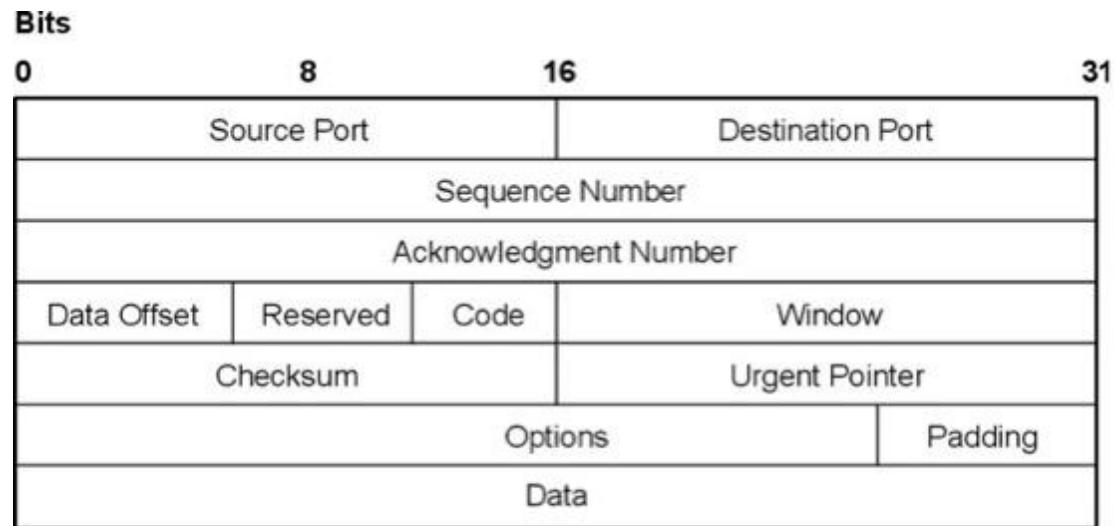 Bits
0 8 16 31
Source Port Destination Port
Sequence Number
Acknowledgment Number
Data Offset Reserved Code Window
Checksum Urgent Pointer
Options Padding
Data